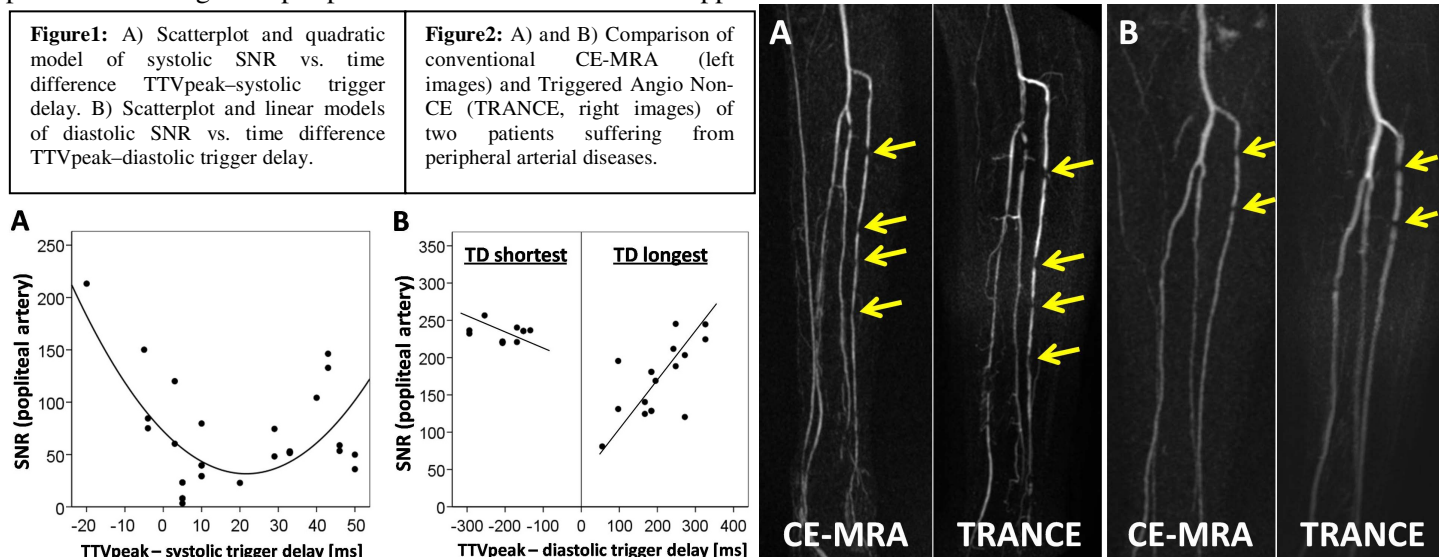 Figure1: A) Scatterplot and quadratic
model of systolic SNR vs. time
difference TTVpeak–systolic trigger
delay. B) Scatterplot and linear models
of diastolic SNR vs. time difference
TTVpeak–diastolic trigger delay.
Figure2: A) and B) Comparison of
conventional CE-MRA (left
images) and Triggered Angio Non-
CE (TRANCE, right images) of
two patients suffering from
peripheral arterial diseases.
A
SNR (popliteal artery)
250
200
150
100
50
0
-20 -10 0 10 20 30 40 50
TTVpeak – systolic trigger delay [ms]
B
TD shortest TD longest
SNR (popliteal artery)
350
300
250
200
150
100
50
0
-300 -200 -100 0 100 200 300 400
TTVpeak – diastolic trigger delay [ms]
A
CE-MRA TRANCE
B
CE-MRA TRANCE